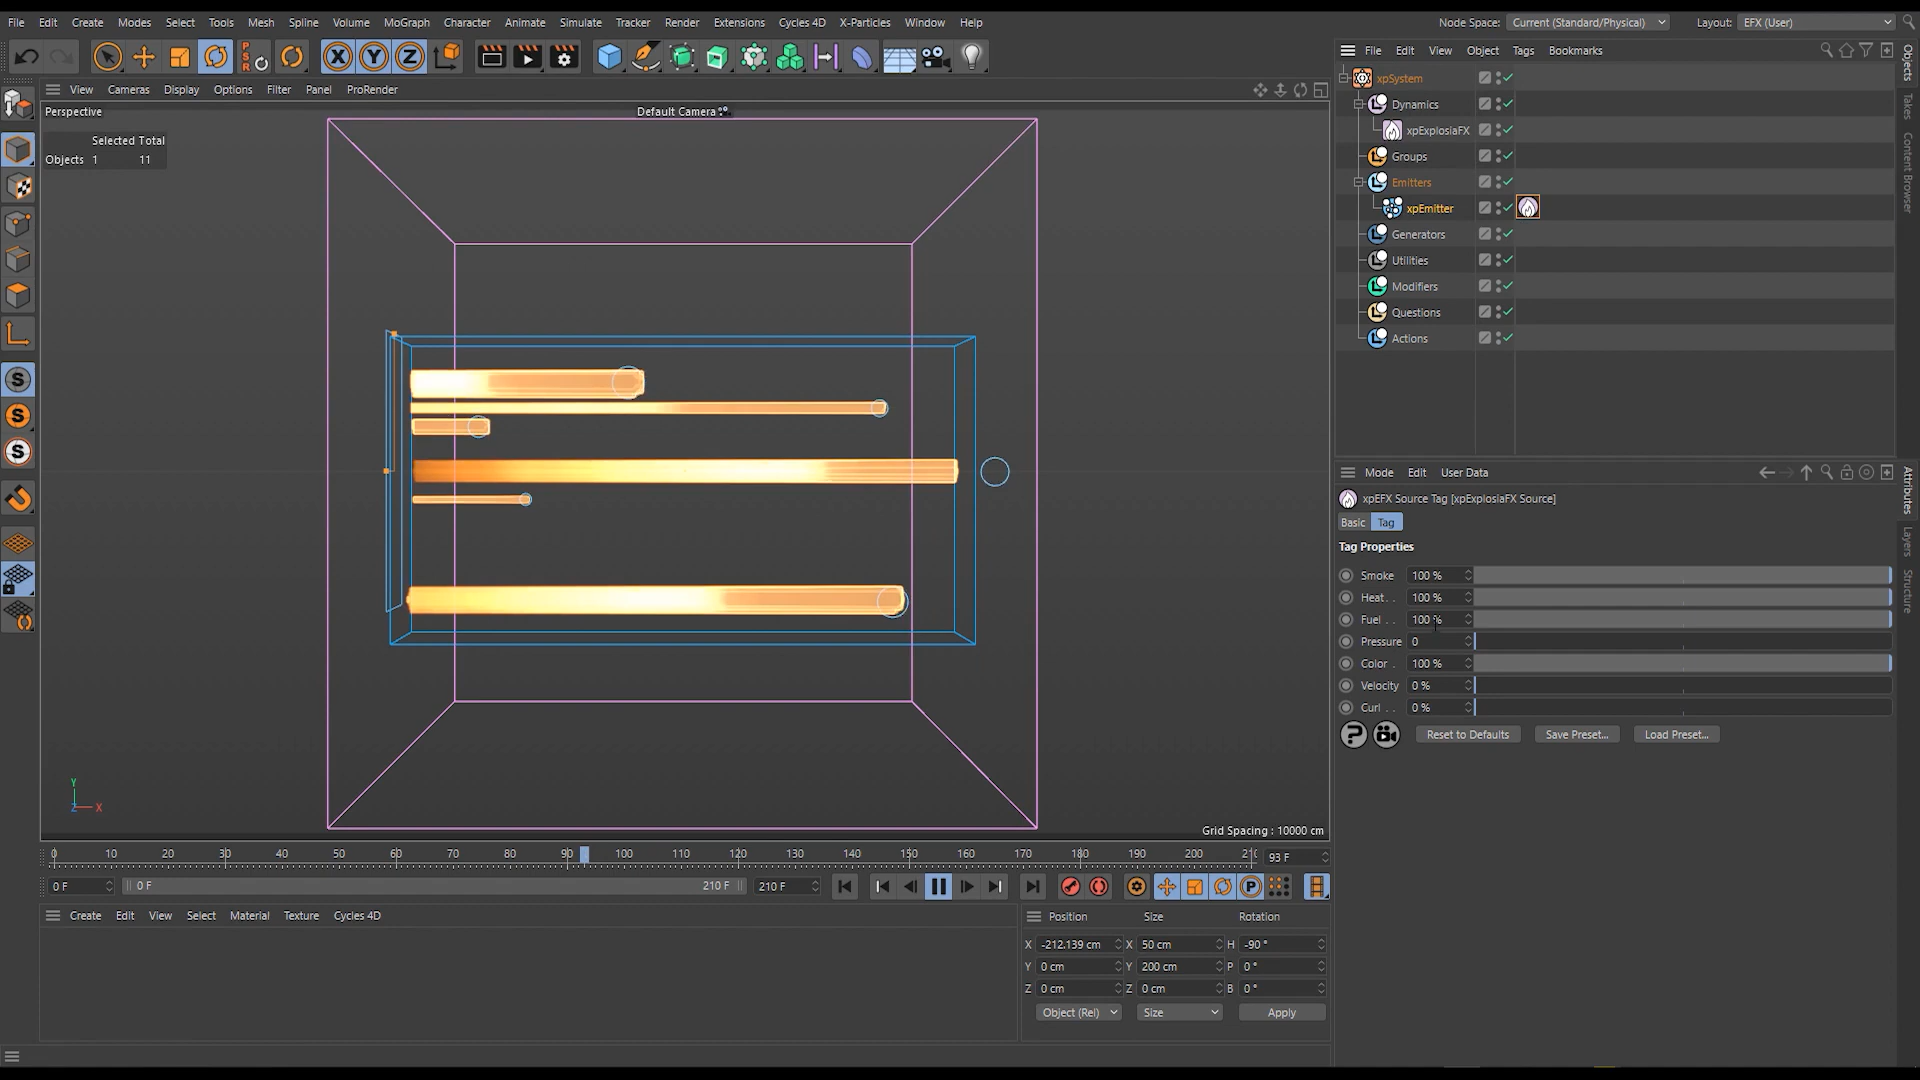 File Edit Create Modes Select Tools Mesh Spline Volume MoGraph Character Animate Simulate Tracker Render Extensions Cycles 4D X-Particles Window Help
Node Space: Current (Standard/Physical) Layout: EFX (User)
PSR X Y Z
File Edit View Object Tags Bookmarks
View Cameras Display Options Filter Panel ProRender
Perspective
Default Camera
Selected Total
Objects 1 11
xpSystem
Dynamics
xpExplosiaFX
Groups
Emitters
xpEmitter
Generators
Utilities
Modifiers
Questions
Actions
Objects
Takes
Content Browser
S
S
S
Mode Edit User Data
xpEFX Source Tag [xpExplosiaFX Source]
Basic Tag
Tag Properties
Smoke 100 %
Heat . . 100 %
Fuel . . 100 %
Pressure 0
Color . 100 %
Velocity 0 %
Curl . . 0 %
? Reset to Defaults Save Preset... Load Preset...
Attributes
Layers
Structure
Y
Z X
Grid Spacing : 10000 cm
0 10 20 30 40 50 60 70 80 90 100 110 120 130 140 150 160 170 180 190 200 93 F
0 F 0 F 210 F 210 F P
Create Edit View Select Material Texture Cycles 4D
Position Size Rotation
X -212.139 cm X 50 cm H -90 °
Y 0 cm Y 200 cm P 0 °
Z 0 cm Z 0 cm B 0 °
Object (Rel) Size Apply